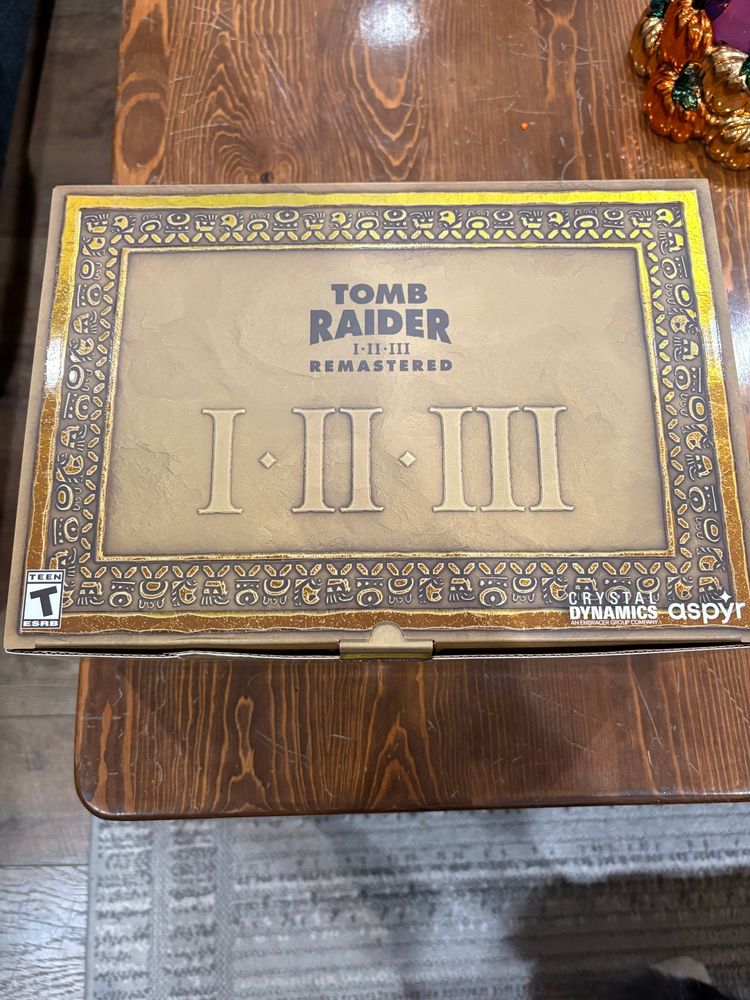 TOMB
RAIDER
I·II·III
REMASTERED
I·II·III
TEEN
T
ESRB
CRYSTAL
DYNAMICS
AN EMBRACER GROUP COMPANY
aspyr